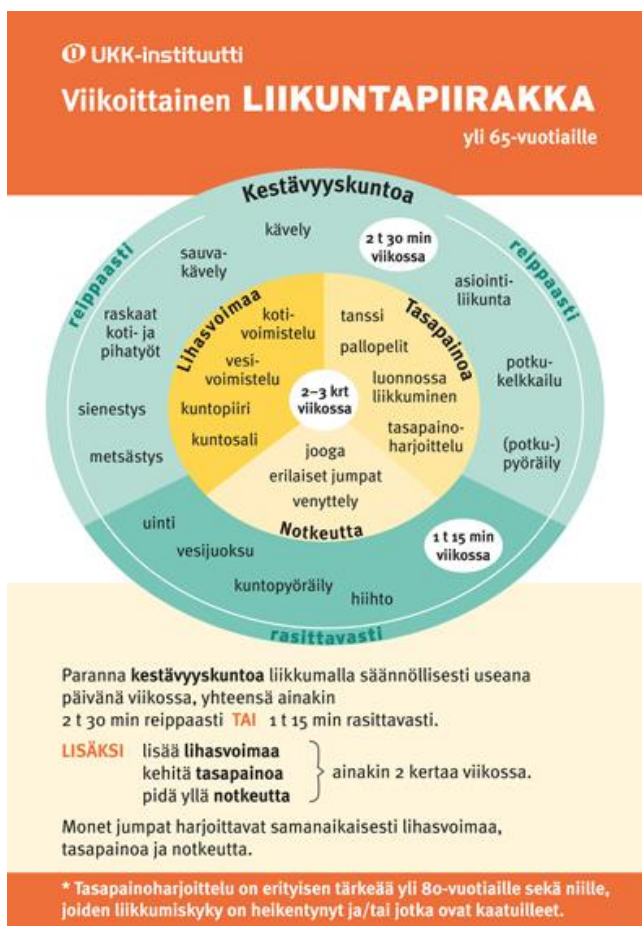 UKK-instituutti
Viikoittainen LIIKUNTAPIIRAKKA
yli 65-vuotiaille
Kestävyyskuntoa
reippaasti
reippaasti
kävely
2 t 30 min
viikossa
sauva-
kävely
asiointi-
liikunta
raskaat
koti- ja
pihatyöt
potku-
kelkkailu
sienestys
metsästys
(potku-)
pyöräily
Lihasvoimaa
koti-
voimistelu
vesi-
voimistelu
kuntopiiri
kuntosali
Tasapainoa
tanssi
pallopelit
luonnossa
liikkuminen
tasapaino-
harjoittelu
2–3 krt
viikossa
jooga
erilaiset jumpat
venyttely
Notkeutta
uinti
vesijuoksu
kuntopyöräily
hiihto
1 t 15 min
viikossa
rasittavasti
Paranna kestävyyskuntoa liikkumalla säännöllisesti useana
päivänä viikossa, yhteensä ainakin
2 t 30 min reippaasti TAI 1 t 15 min rasittavasti.
LISÄKSI lisää lihasvoimaa
kehitä tasapainoa ainakin 2 kertaa viikossa.
pidä yllä notkeutta
Monet jumpat harjoittavat samanaikaisesti lihasvoimaa,
tasapainoa ja notkeutta.
* Tasapainoharjoittelu on erityisen tärkeää yli 80-vuotiaille sekä niille,
joiden liikkumiskyky on heikentynyt ja/tai jotka ovat kaatuilleet.